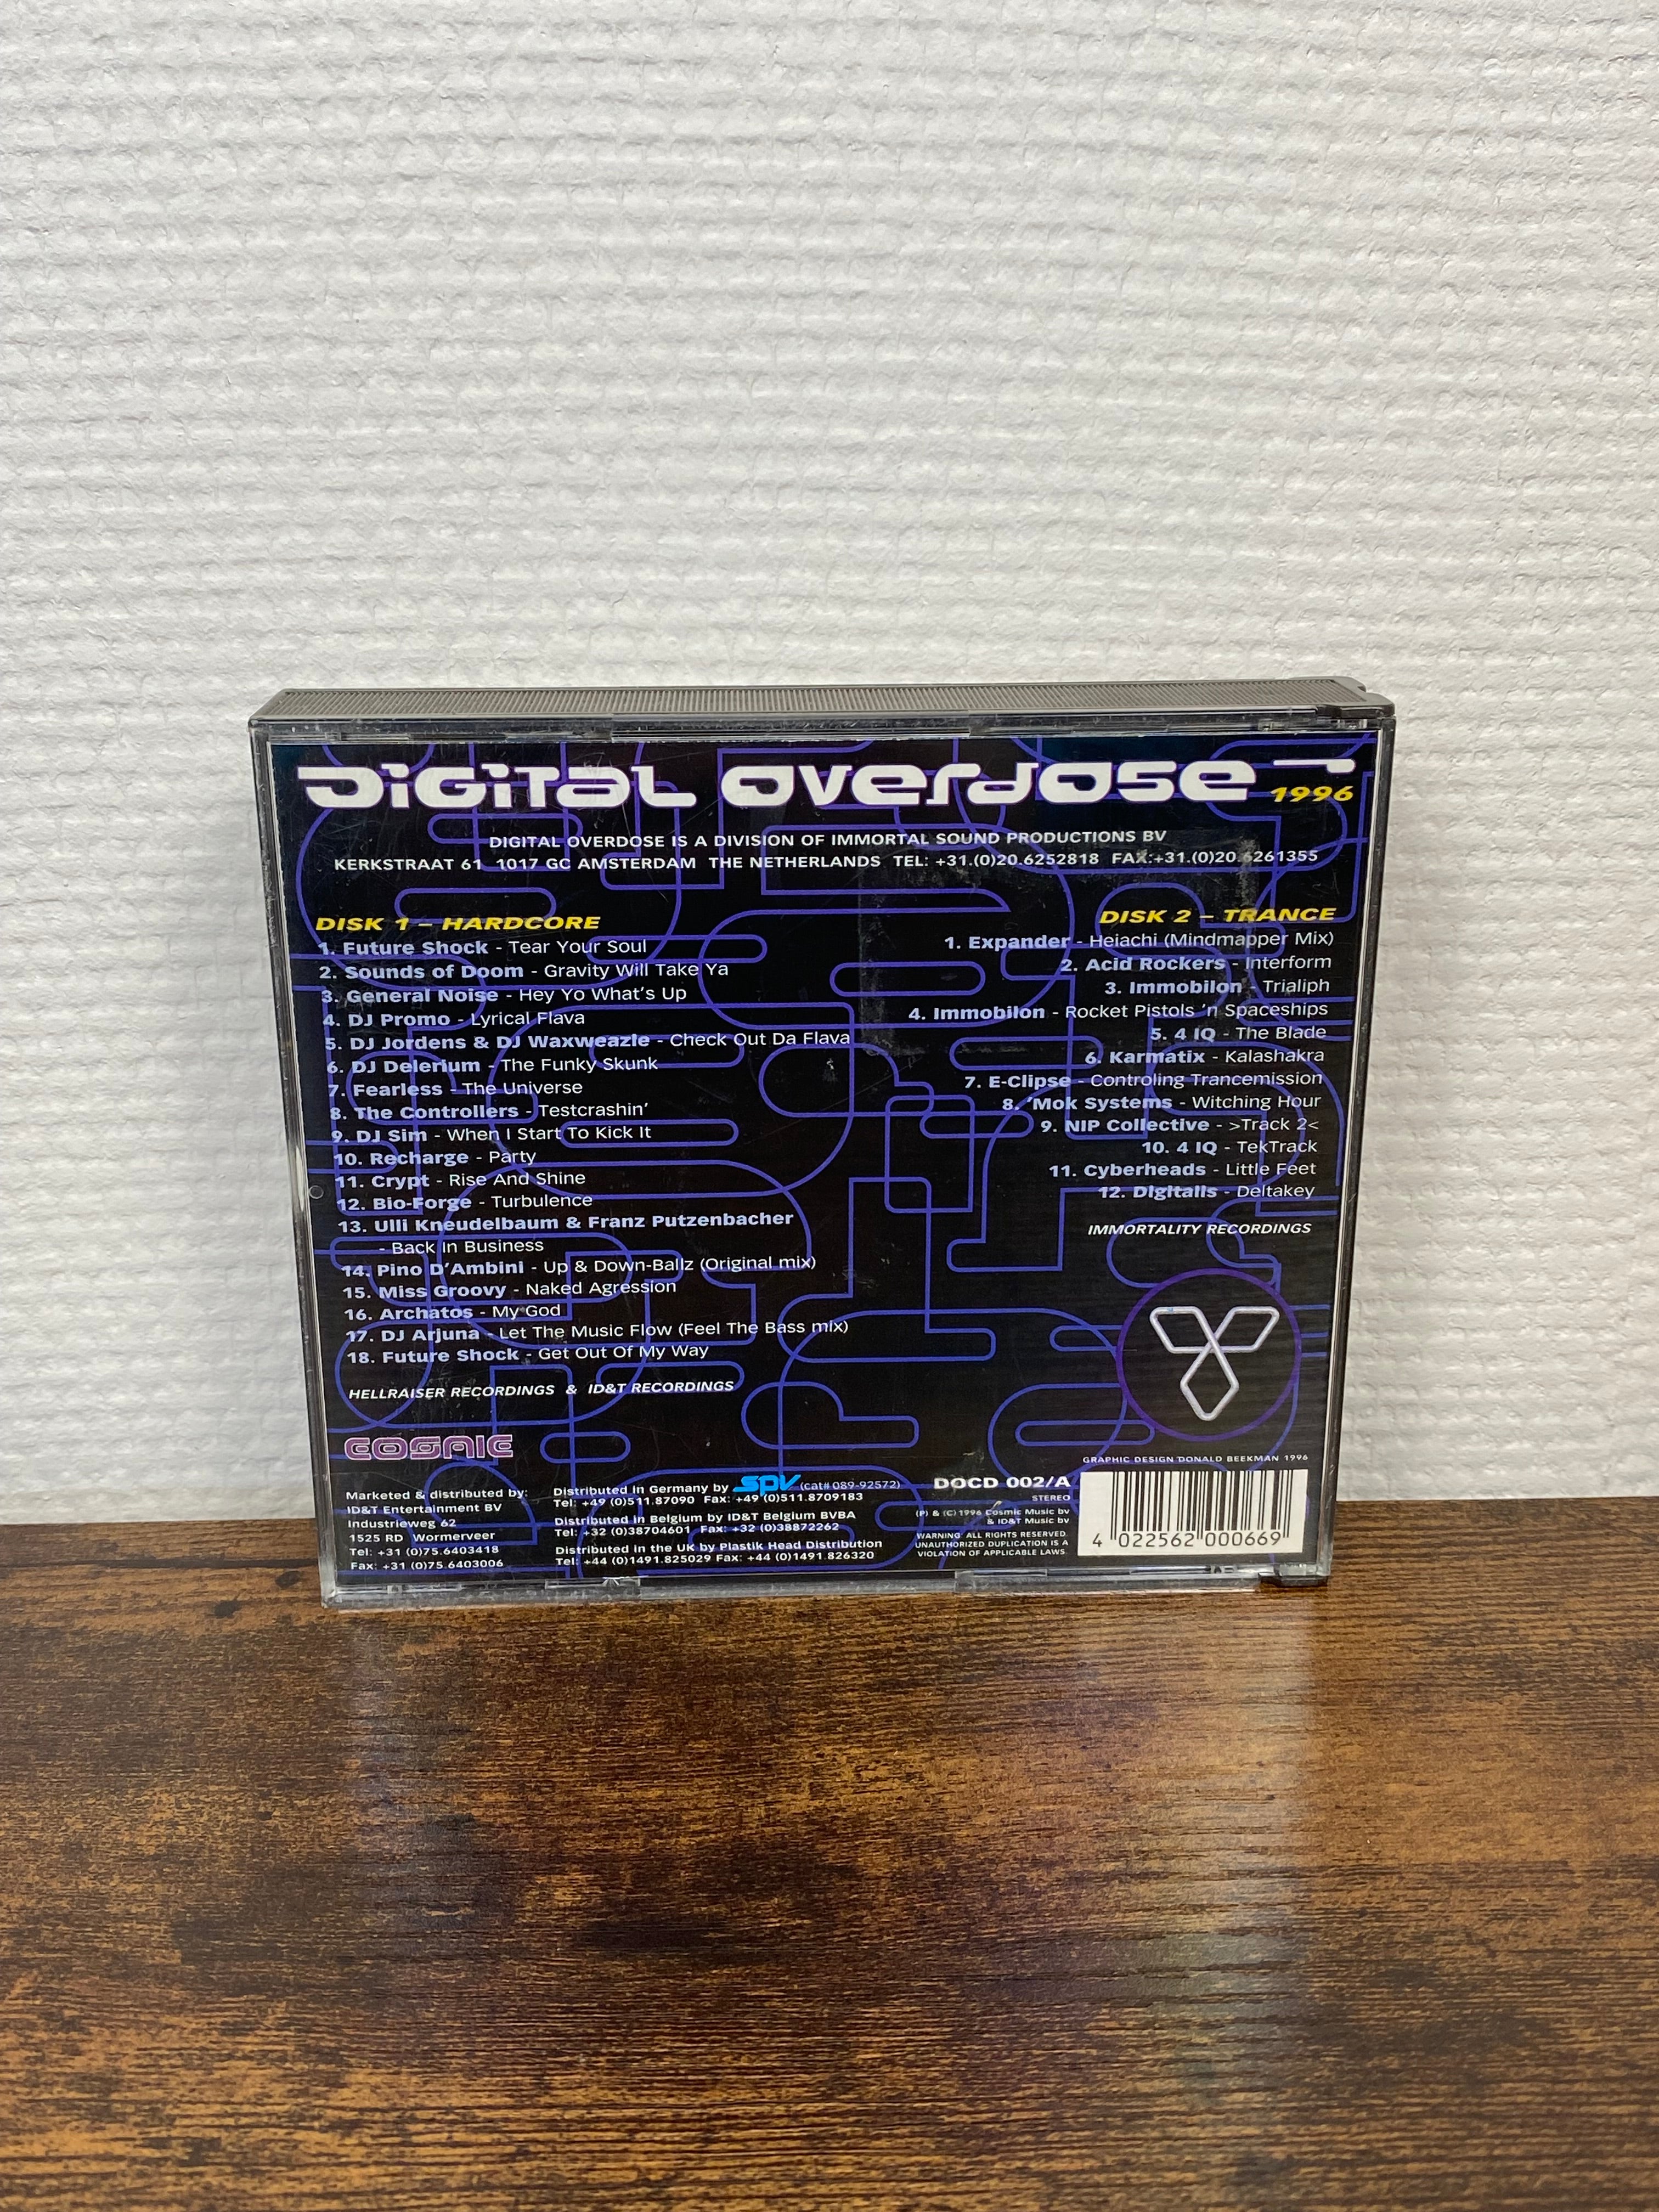 Digital Overdose 1996
DIGITAL OVERDOSE IS A DIVISION OF IMMORTAL SOUND PRODUCTIONS BV
KERKSTRAAT 61 1017 GC AMSTERDAM THE NETHERLANDS TEL: +31.(0)20.6252818 FAX:+31.(0)20.6261355
DISK 1 – HARDCORE
1. Future Shock - Tear Your Soul
2. Sounds of Doom - Gravity Will Take Ya
3. General Noise - Hey Yo What's Up
4. DJ Promo - Lyrical Flava
5. DJ Jordens & DJ Waxweazle - Check Out Da Flava
6. DJ Delerium - The Funky Skunk
7. Fearless - The Universe
8. The Controllers - Testcrashin'
9. DJ Sim - When I Start To Kick It
10. Recharge - Party
11. Crypt - Rise And Shine
12. Bio-Forge - Turbulence
13. Ulli Kneudelbaum & Franz Putzenbacher
- Back In Business
14. Pino D'Ambini - Up & Down-Ballz (Original mix)
15. Miss Groovy - Naked Agression
16. Archatos - My God
17. DJ Arjuna - Let The Music Flow (Feel The Bass mix)
18. Future Shock - Get Out Of My Way
HELLRAISER RECORDINGS & ID&T RECORDINGS
DISK 2 – TRANCE
1. Expander - Heiachi (Mindmapper Mix)
2. Acid Rockers - Interform
3. Immobilon - Trialiph
4. Immobilon - Rocket Pistols 'n Spaceships
5. 4 IQ - The Blade
6. Karmatix - Kalashakra
7. E-Clipse - Controling Trancemission
8. 'Mok Systems - Witching Hour
9. NIP Collective - >Track 2<
10. 4 IQ - TekTrack
11. Cyberheads - Little Feet
12. Digitalis - Deltakey
IMMORTALITY RECORDINGS
COSMIC
Marketed & distributed by:
ID&T Entertainment BV
Industrieweg 62
1525 RD Wormerveer
Tel: +31 (0)75.6403418
Fax: +31 (0)75.6403006
Distributed in Germany by SPV (cat# 089-92572)
Tel: +49 (0)511.87090 Fax: +49 (0)511.8709183
Distributed in Belgium by ID&T Belgium BVBA
Tel: +32 (0)38704601 Fax: +32 (0)38872262
Distributed in the UK by Plastik Head Distribution
Tel: +44 (0)1491.825029 Fax: +44 (0)1491.826320
GRAPHIC DESIGN DONALD BEEKMAN 1996
DOCD 002/A
STEREO
(P) & (C) 1996 Cosmic Music bv
& ID&T Music bv
WARNING: ALL RIGHTS RESERVED.
UNAUTHORIZED DUPLICATION IS A
VIOLATION OF APPLICABLE LAWS.
4 022562 000669